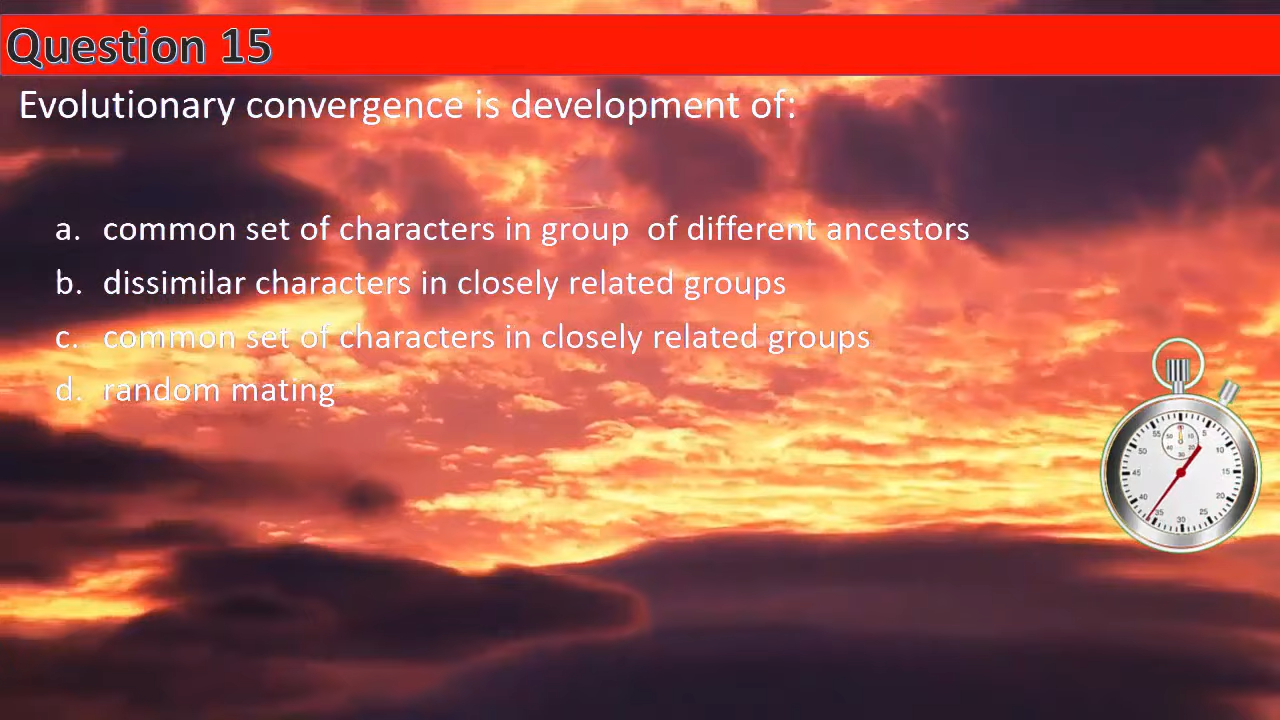 Question 15
Evolutionary convergence is development of:
a. common set of characters in group of different ancestors
b. dissimilar characters in closely related groups
c. common set of characters in closely related groups
d. random mating